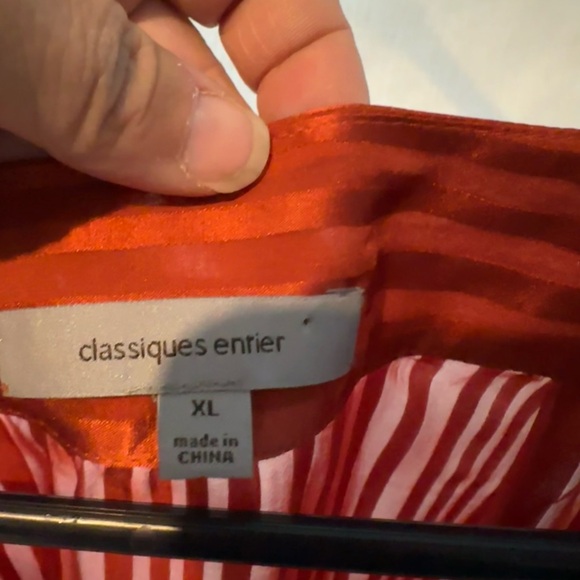 classiques entier
XL
made in
CHINA